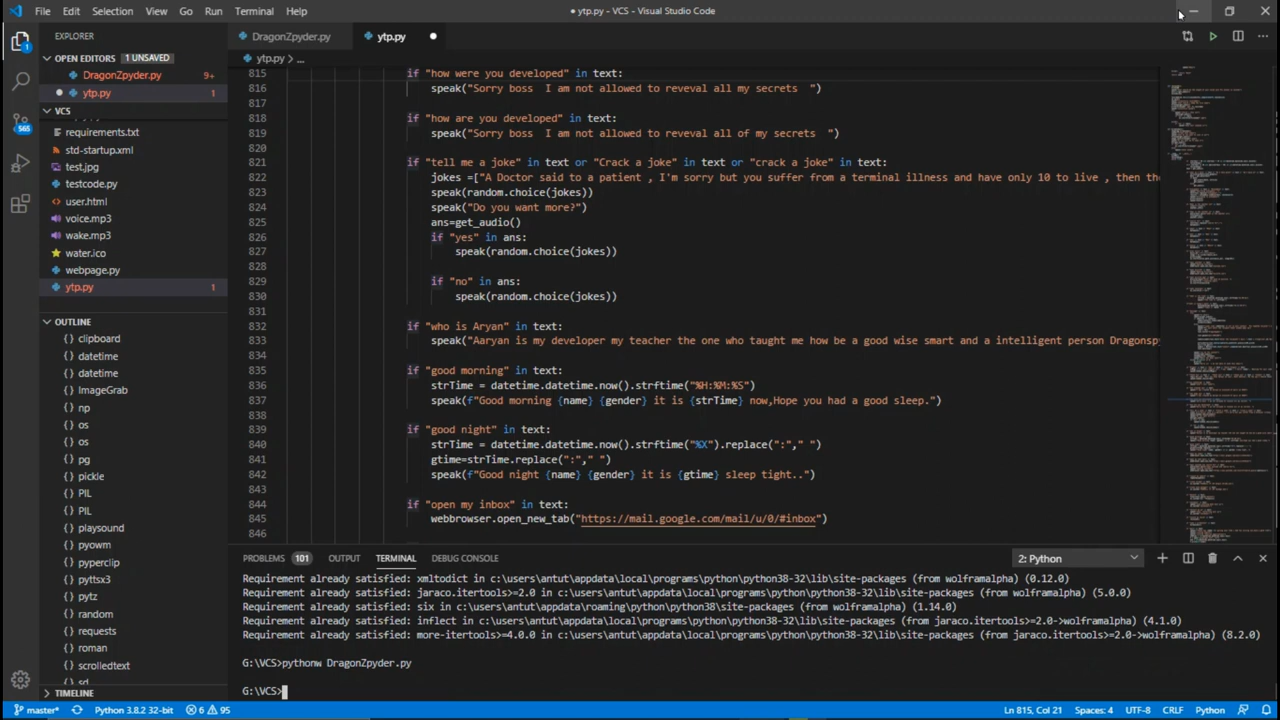 File Edit Selection View Go Run Terminal Help
● ytp.py - VCS - Visual Studio Code
EXPLORER
OPEN EDITORS 1 UNSAVED
DragonZpyder.py 9+
● ytp.py 1
VCS
requirements.txt
std-startup.xml
test.jpg
testcode.py
user.html
voice.mp3
wake.mp3
water.ico
webpage.py
ytp.py 1
OUTLINE
{} clipboard
{} datetime
{} datetime
{} ImageGrab
{} np
{} os
{} os
{} pg
{} pickle
{} PIL
{} PIL
{} playsound
{} pyowm
{} pyperclip
{} pyttsx3
{} pytz
{} random
{} requests
{} roman
{} scrolledtext
{} sd
TIMELINE
1
565
DragonZpyder.py ytp.py ●
ytp.py > ...
815 if "how were you developed" in text:
816 speak("Sorry boss  I am not allowed to reveval all my secrets  ")
817
818 if "how are you developed" in text:
819 speak("Sorry boss  I am not allowed to reveval all of my secrets  ")
820
821 if "tell me a joke" in text or "Crack a joke" in text or "crack a joke" in text:
822 jokes =["A Doctor said to a patient , I'm sorry but you suffer from a terminal illness and have only 10 to live , then the
823 speak(random.choice(jokes))
824 speak("Do you want more?")
825 ans=get_audio()
826 if "yes" in ans:
827 speak(random.choice(jokes))
828
829 if "no" in ans:
830 speak(random.choice(jokes))
831
832 if "who is Aryan" in text:
833 speak("Aaryan is my developer my teacher the one who taught me how be a good wise smart and a intelligent person Dragonspy
834
835 if "good morning" in text:
836 strTime = datetime.datetime.now().strftime("%H:%M:%S")
837 speak(f"Good morning {name} {gender} it is {strTime} now,Hope you had a good sleep.")
838
839 if "good night" in text:
840 strTime = datetime.datetime.now().strftime("%X").replace(":"," ")
841 gtime=strTime.replace(":"," ")
842 speak(f"Good night {name} {gender} it is {gtime} sleep tight..")
843
844 if "open my inbox" in text:
845 webbrowser.open_new_tab("https://mail.google.com/mail/u/0/#inbox")
846
PROBLEMS 101 OUTPUT TERMINAL DEBUG CONSOLE 2: Python
Requirement already satisfied: xmltodict in c:\users\antut\appdata\local\programs\python\python38-32\lib\site-packages (from wolframalpha) (0.12.0)
Requirement already satisfied: jaraco.itertools>=2.0 in c:\users\antut\appdata\local\programs\python\python38-32\lib\site-packages (from wolframalpha) (5.0.0)
Requirement already satisfied: six in c:\users\antut\appdata\roaming\python\python38\site-packages (from wolframalpha) (1.14.0)
Requirement already satisfied: inflect in c:\users\antut\appdata\local\programs\python\python38-32\lib\site-packages (from jaraco.itertools>=2.0->wolframalpha) (4.1.0)
Requirement already satisfied: more-itertools>=4.0.0 in c:\users\antut\appdata\local\programs\python\python38-32\lib\site-packages (from jaraco.itertools>=2.0->wolframalpha) (8.2.0)
G:\VCS>pythonw DragonZpyder.py
G:\VCS>
master* Python 3.8.2 32-bit 6 95 Ln 815, Col 21 Spaces: 4 UTF-8 CRLF Python